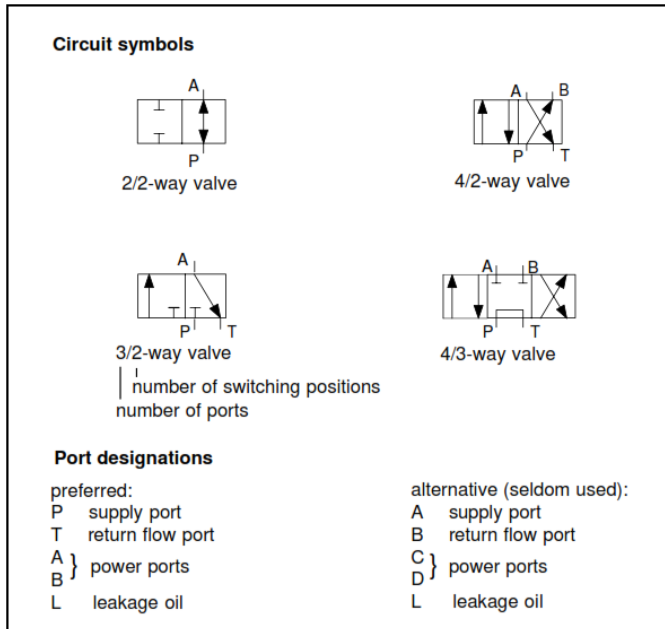 Circuit symbols
A
P
2/2-way valve
A B
P T
4/2-way valve
A
P T
3/2-way valve
number of switching positions
number of ports
A B
P T
4/3-way valve
Port designations
preferred:
P supply port
T return flow port
A
B } power ports
L leakage oil
alternative (seldom used):
A supply port
B return flow port
C
D } power ports
L leakage oil